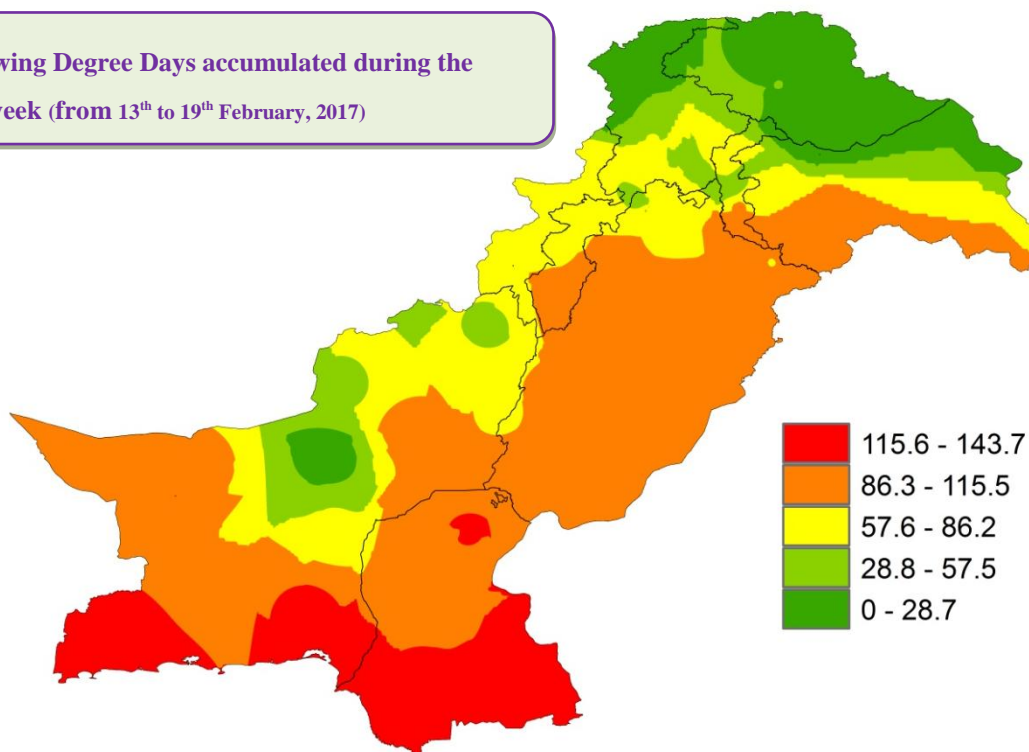 wing Degree Days accumulated during the
eek (from 13th to 19th February, 2017)
115.6 - 143.7
86.3 - 115.5
57.6 - 86.2
28.8 - 57.5
0 - 28.7